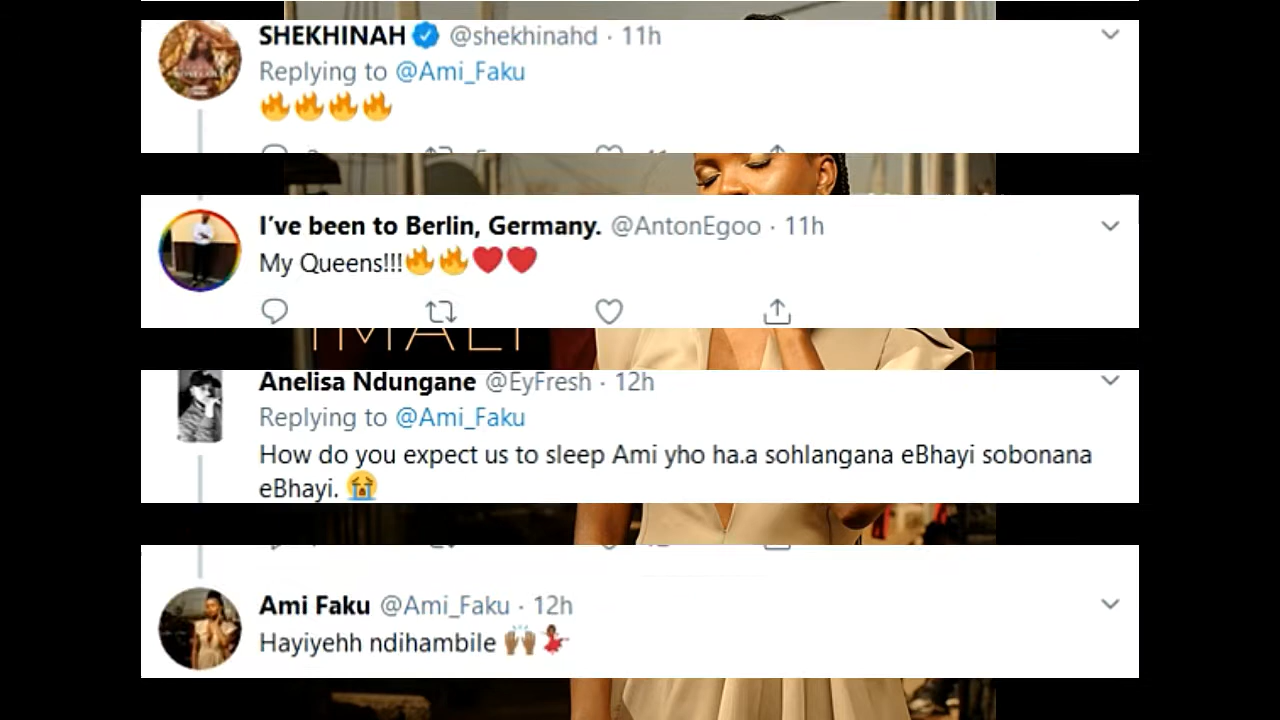 SHEKHINAH @shekhinahd · 11h
Replying to @Ami_Faku
🔥🔥🔥🔥
I’ve been to Berlin, Germany. @AntonEgoo · 11h
My Queens!!!🔥🔥❤️❤️
IMALI
Anelisa Ndungane @EyFresh · 12h
Replying to @Ami_Faku
How do you expect us to sleep Ami yho ha.a sohlangana eBhayi sobonana
eBhayi. 😭
Ami Faku @Ami_Faku · 12h
Hayiyehh ndihambile 🙌🏾💃🏾